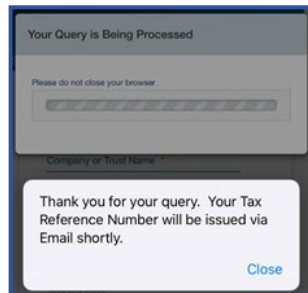 Your Query is Being Processed
Please do not close your browser
Company or Trust Name *
Thank you for your query. Your Tax
Reference Number will be issued via
Email shortly.
Close